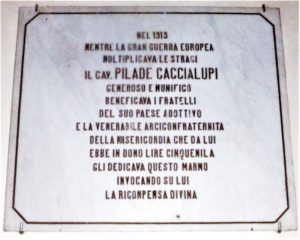 NEL 1915
MENTRE LA GRAN GUERRA EUROPEA
MOLTIPLICAVA LE STRAGI
IL CAV. PILADE CACCIALUPI
GENEROSO E MUNIFICO
BENEFICAVA I FRATELLI
DEL SUO PAESE ADOTTIVO
E LA VENERABILE ARCICONFRATERNITA
DELLA MISERICORDIA CHE DA LUI
EBBE IN DONO LIRE CINQUEMILA
GLI DEDICAVA QUESTO MARMO
INVOCANDO SU LUI
LA RICOMPENSA DIVINA